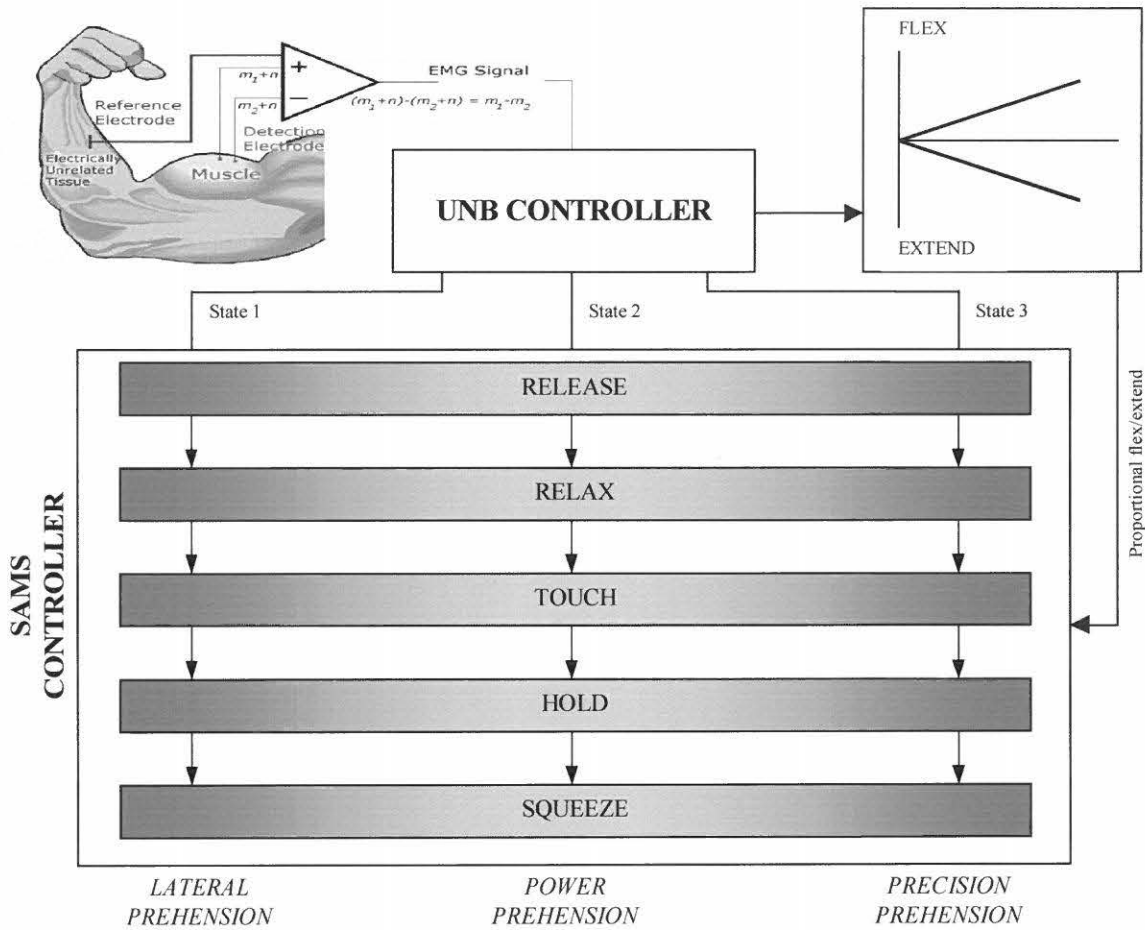 FLEX
EXTEND
m₁+n
m₂+n
EMG Signal
(m₁+n)-(m₂+n) = m₁-m₂
Reference
Electrode
Detection
Electrode
Electrically
Unrelated
Tissue
Muscle
UNB CONTROLLER
State 1
State 2
State 3
Proportional flex/extend
SAMS
CONTROLLER
RELEASE
RELAX
TOUCH
HOLD
SQUEEZE
LATERAL
PREHENSION
POWER
PREHENSION
PRECISION
PREHENSION